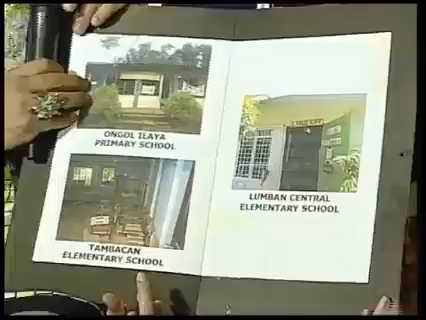 ONGOL ILAYA
PRIMARY SCHOOL
TAMBACAN
ELEMENTARY SCHOOL
LUMBAN CENTRAL
ELEMENTARY SCHOOL